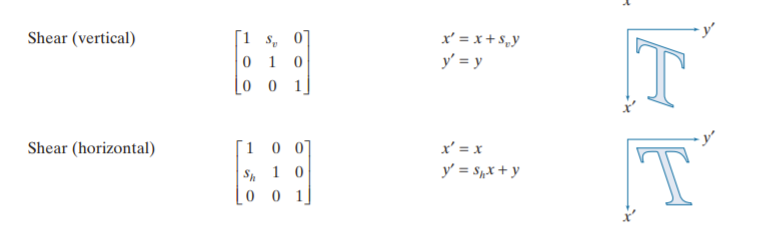 x′
Shear (vertical) [1 s_v 0; 0 1 0; 0 0 1] x′ = x + s_v y y′
y′ = y
T
x′
Shear (horizontal) [1 0 0; s_h 1 0; 0 0 1] x′ = x y′
y′ = s_h x + y
T
x′